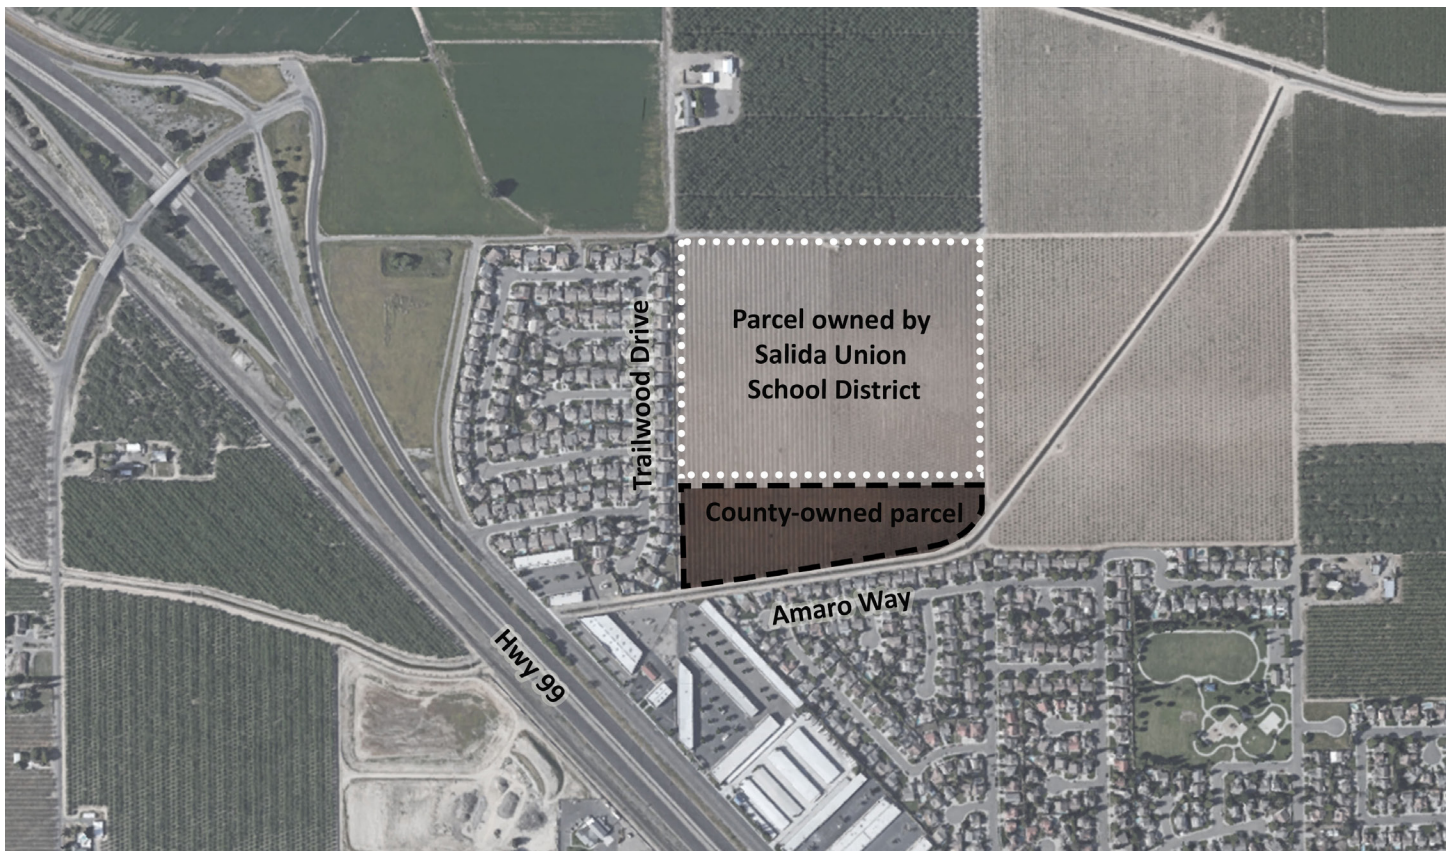 Parcel owned by
Salida Union
School District
Trailwood Drive
County-owned parcel
Amaro Way
Hwy 99